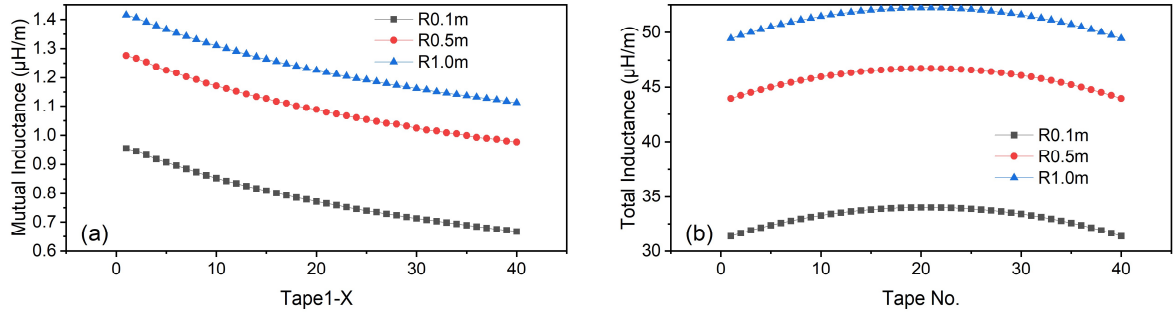 1.4
1.3
1.2
1.1
1.0
0.9
0.8
0.7
0.6
Mutual Inductance (μH/m)
R0.1m
R0.5m
R1.0m
(a)
0 10 20 30 40
Tape1-X
50
45
40
35
30
Total Inductance (μH/m)
R0.1m
R0.5m
R1.0m
(b)
0 10 20 30 40
Tape No.